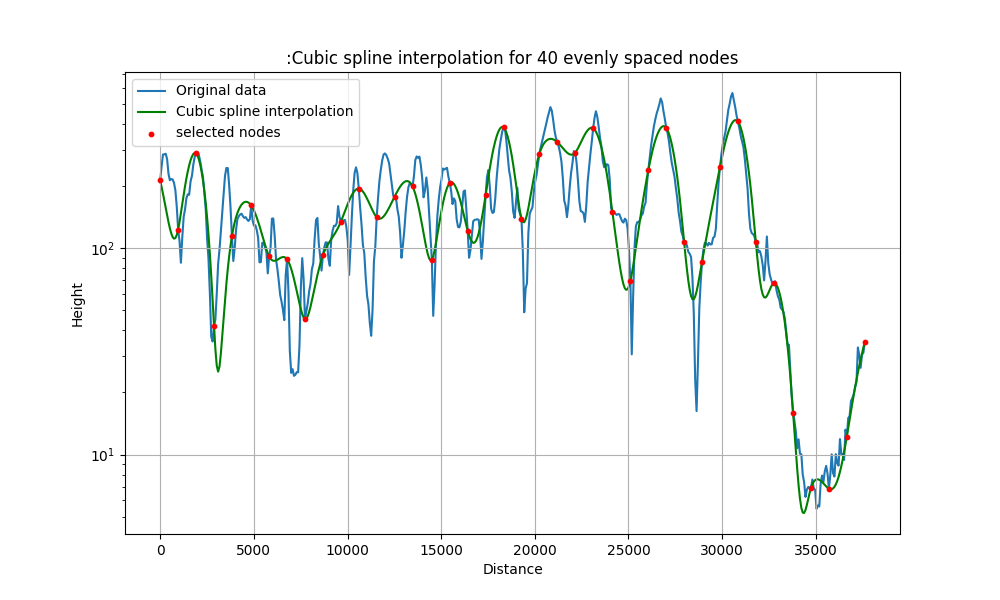 :Cubic spline interpolation for 40 evenly spaced nodes
Original data
Cubic spline interpolation
selected nodes
Height
10²
10¹
0 5000 10000 15000 20000 25000 30000 35000
Distance